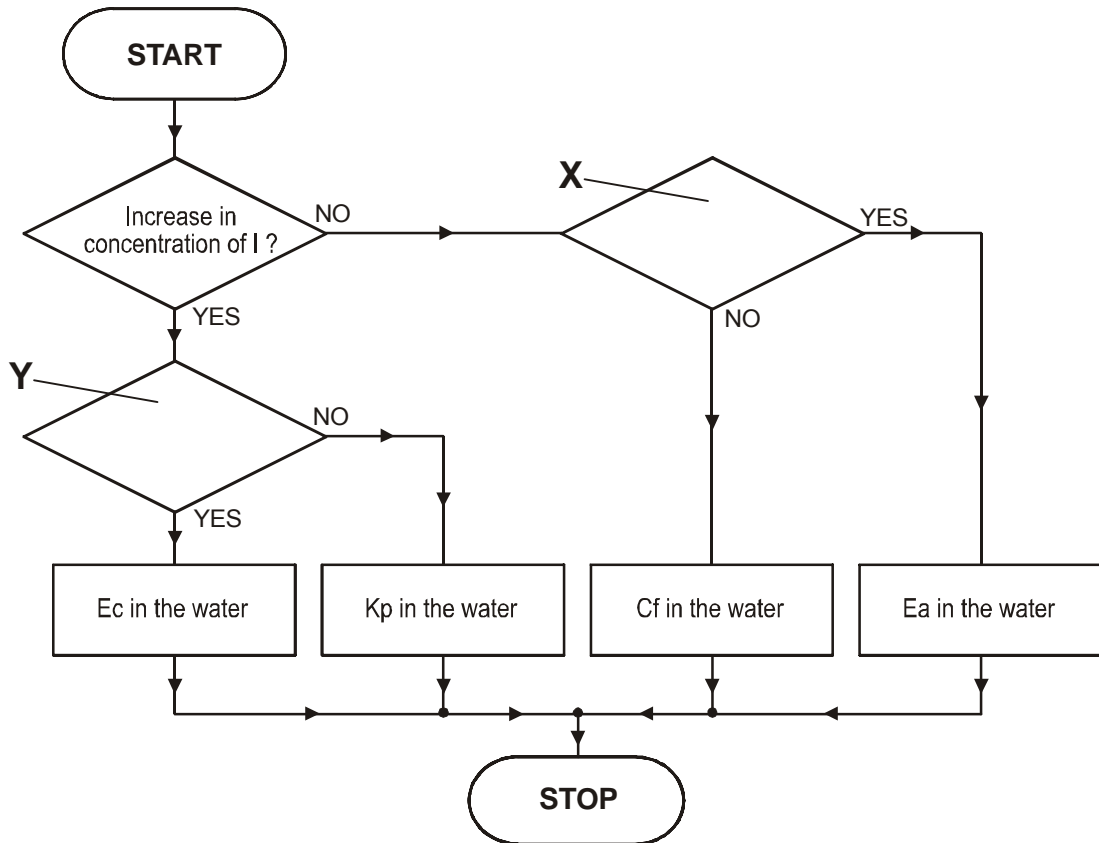 START
Increase in
concentration of I ?
NO
YES
X
YES
NO
Y
NO
YES
Ec in the water
Kp in the water
Cf in the water
Ea in the water
STOP